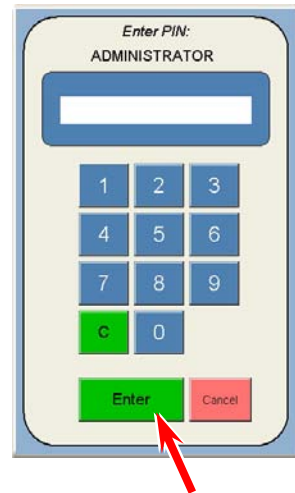 Enter PIN:
ADMINISTRATOR
1 2 3
4 5 6
7 8 9
C 0
Enter Cancel